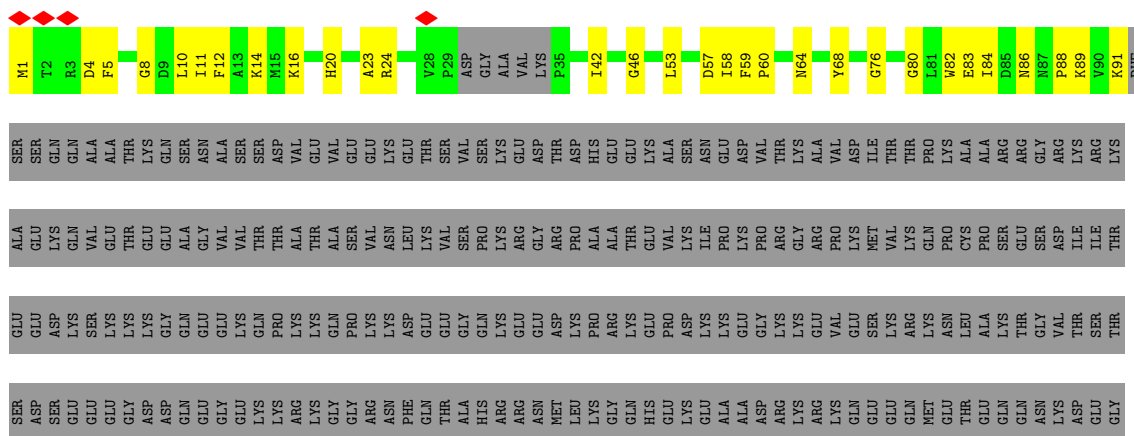 M1 T2 R3 D4 F5 G8 D9 L10 I11 F12 A13 K14 M15 K16 H20 A23 R24 V28 P29 ASP GLY ALA VAL LYS P35 I42 G46 L53 D57 I58 F59 P60 N64 Y68 G76 G80 L81 W82 E83 I84 D85 N86 N87 P88 K89 V90 K91
SER SER GLN GLN ALA ALA THR LYS GLN SER ASN ALA SER SER ASP VAL GLU VAL GLU GLU LYS GLU THR SER VAL SER LYS GLU ASP THR ASP HIS GLU GLU LYS ALA SER ASN GLU ASP VAL THR LYS ALA VAL ASP ILE THR THR PRO LYS ALA ALA ARG ARG GLY ARG LYS ARG LYS
ALA GLU LYS GLN VAL GLU THR GLU GLU ALA GLY VAL VAL THR THR ALA THR ALA SER VAL ASN LEU LYS VAL SER PRO LYS ARG GLY ARG PRO ALA ALA THR GLU VAL LYS ILE PRO LYS PRO ARG GLY ARG PRO LYS MET VAL LYS GLN PRO CYS PRO SER GLU SER ASP ILE ILE THR
GLU GLU ASP LYS SER LYS LYS LYS GLY GLN GLU GLU LYS GLN PRO LYS LYS GLN PRO LYS LYS ASP GLU GLU GLY GLN LYS GLU GLU ASP LYS PRO ARG LYS GLU PRO ASP LYS LYS GLU GLY LYS LYS GLU VAL GLU SER LYS ARG LYS ASN LEU ALA LYS THR GLY VAL THR SER THR
SER ASP SER GLU GLU GLU GLY ASP ASP GLN GLU GLY GLU LYS LYS ARG LYS GLY GLY ARG ASN PHE GLN THR ALA HIS ARG ARG ASN MET LEU LYS GLY GLN HIS GLU LYS GLU ALA ALA ASP ARG LYS ARG LYS GLN GLU GLU GLN MET GLU THR GLU GLN GLN ASN LYS ASP GLU GLY